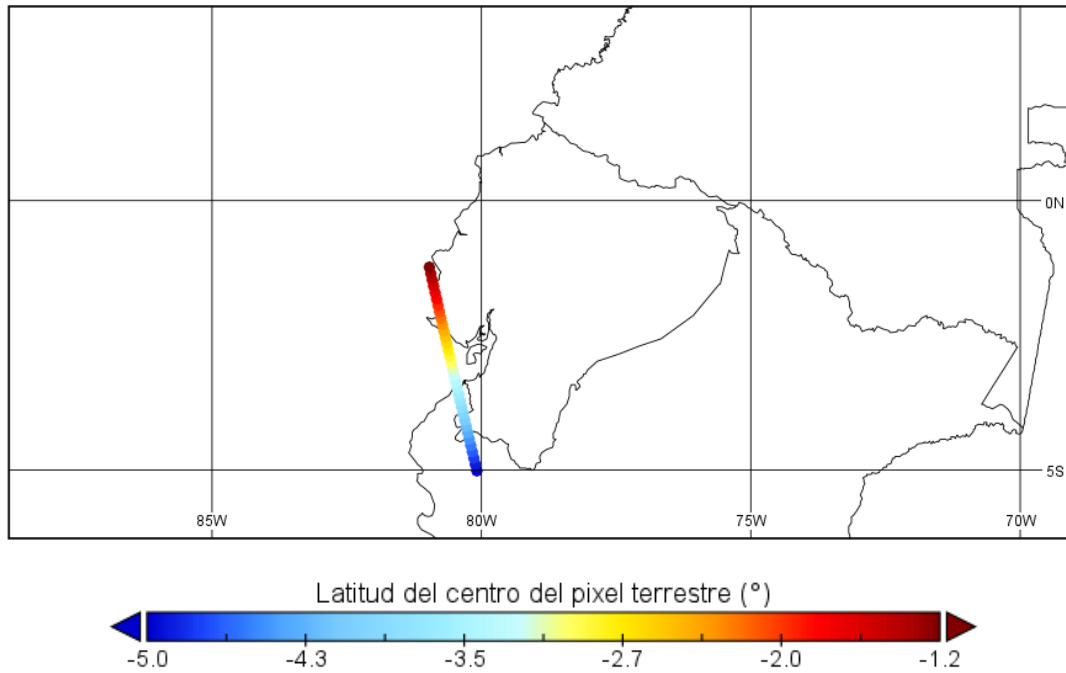 0N
5S
85W
80W
75W
70W
Latitud del centro del pixel terrestre (°)
-5.0
-4.3
-3.5
-2.7
-2.0
-1.2